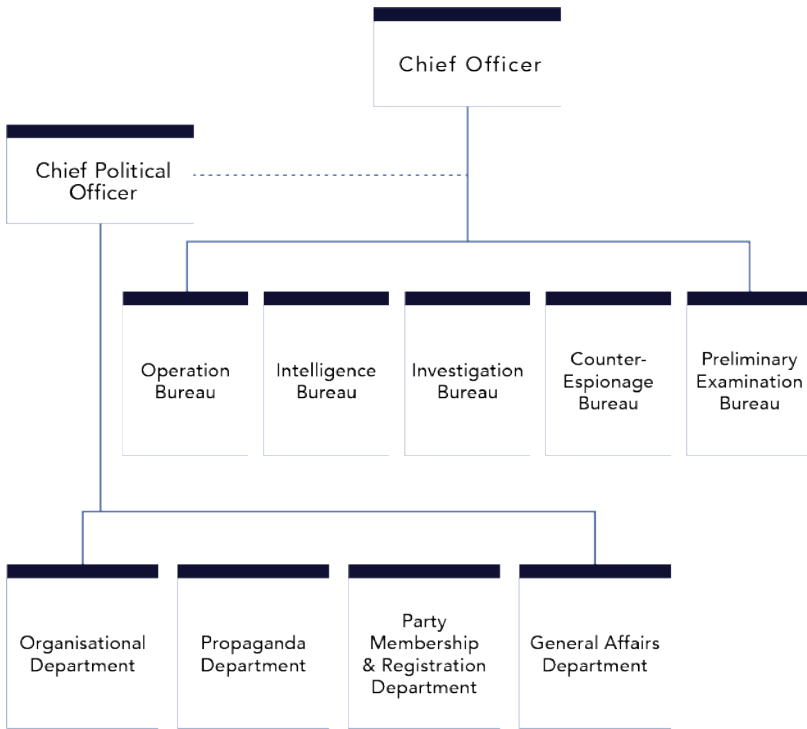 Chief Officer
Chief Political
Officer
Operation
Bureau
Intelligence
Bureau
Investigation
Bureau
Counter-
Espionage
Bureau
Preliminary
Examination
Bureau
Organisational
Department
Propaganda
Department
Party
Membership
& Registration
Department
General Affairs
Department